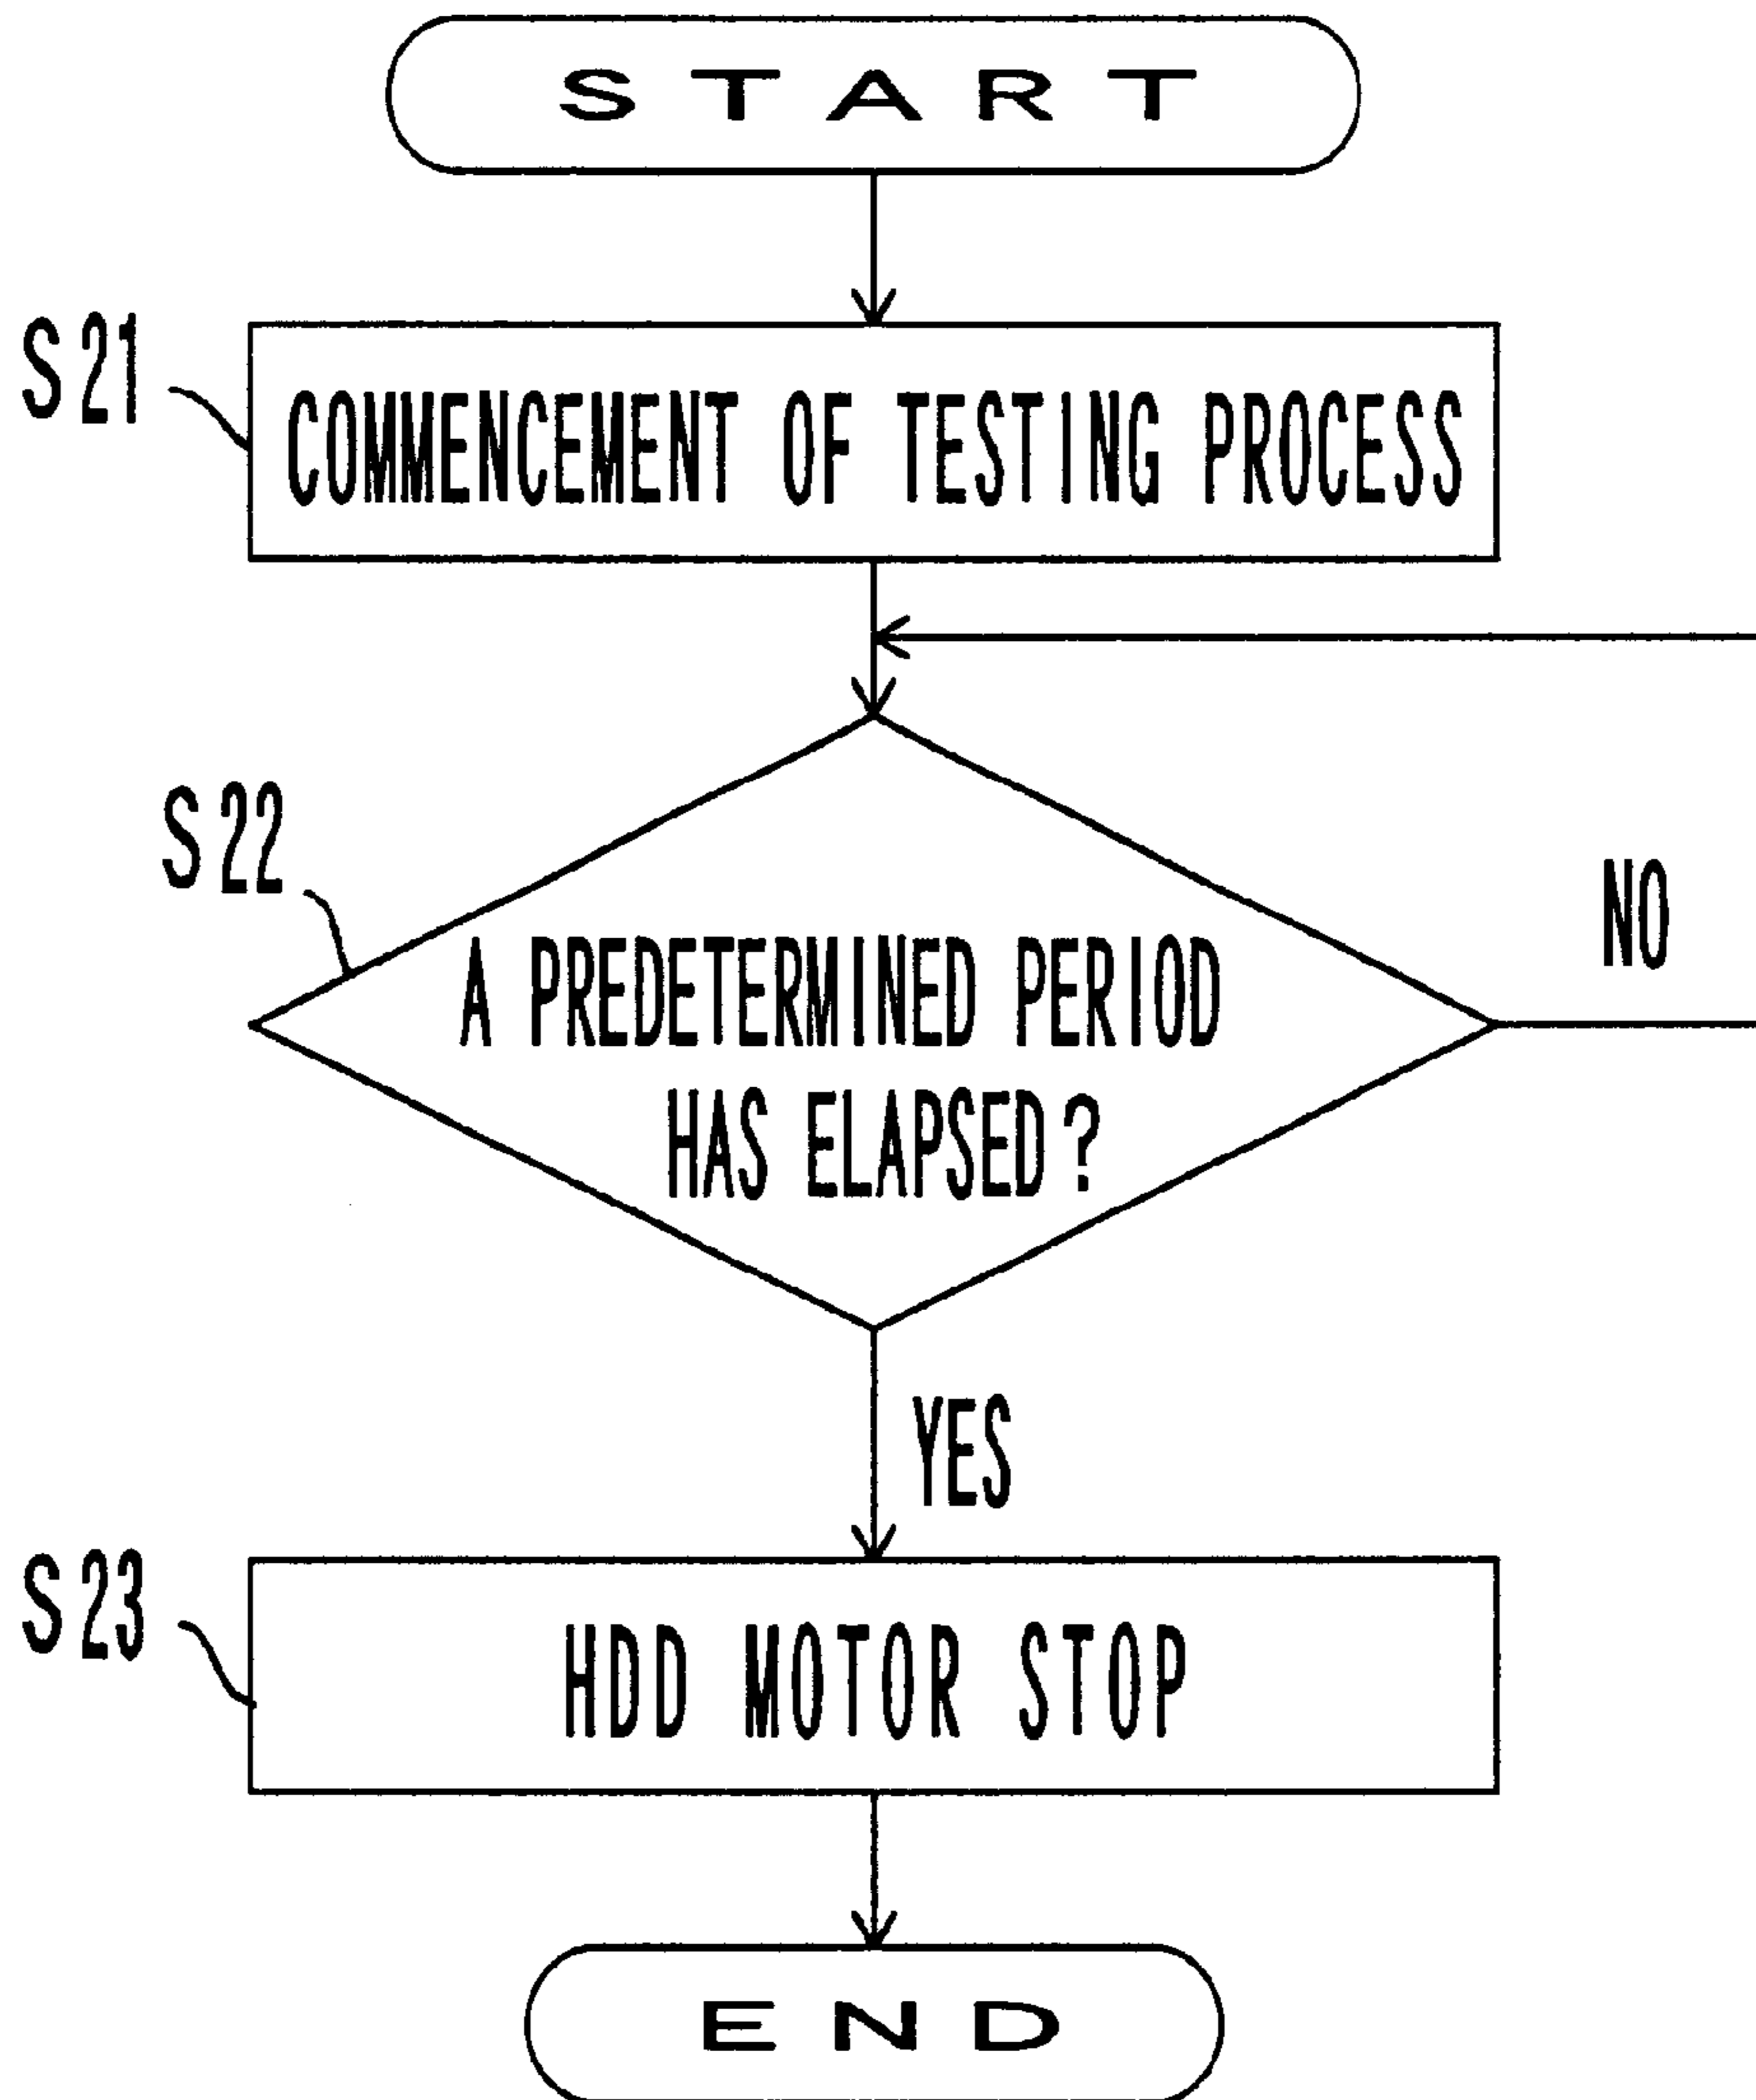 START
S21
COMMENCEMENT OF TESTING PROCESS
S22
A PREDETERMINED PERIOD
HAS ELAPSED?
NO
YES
S23
HDD MOTOR STOP
END